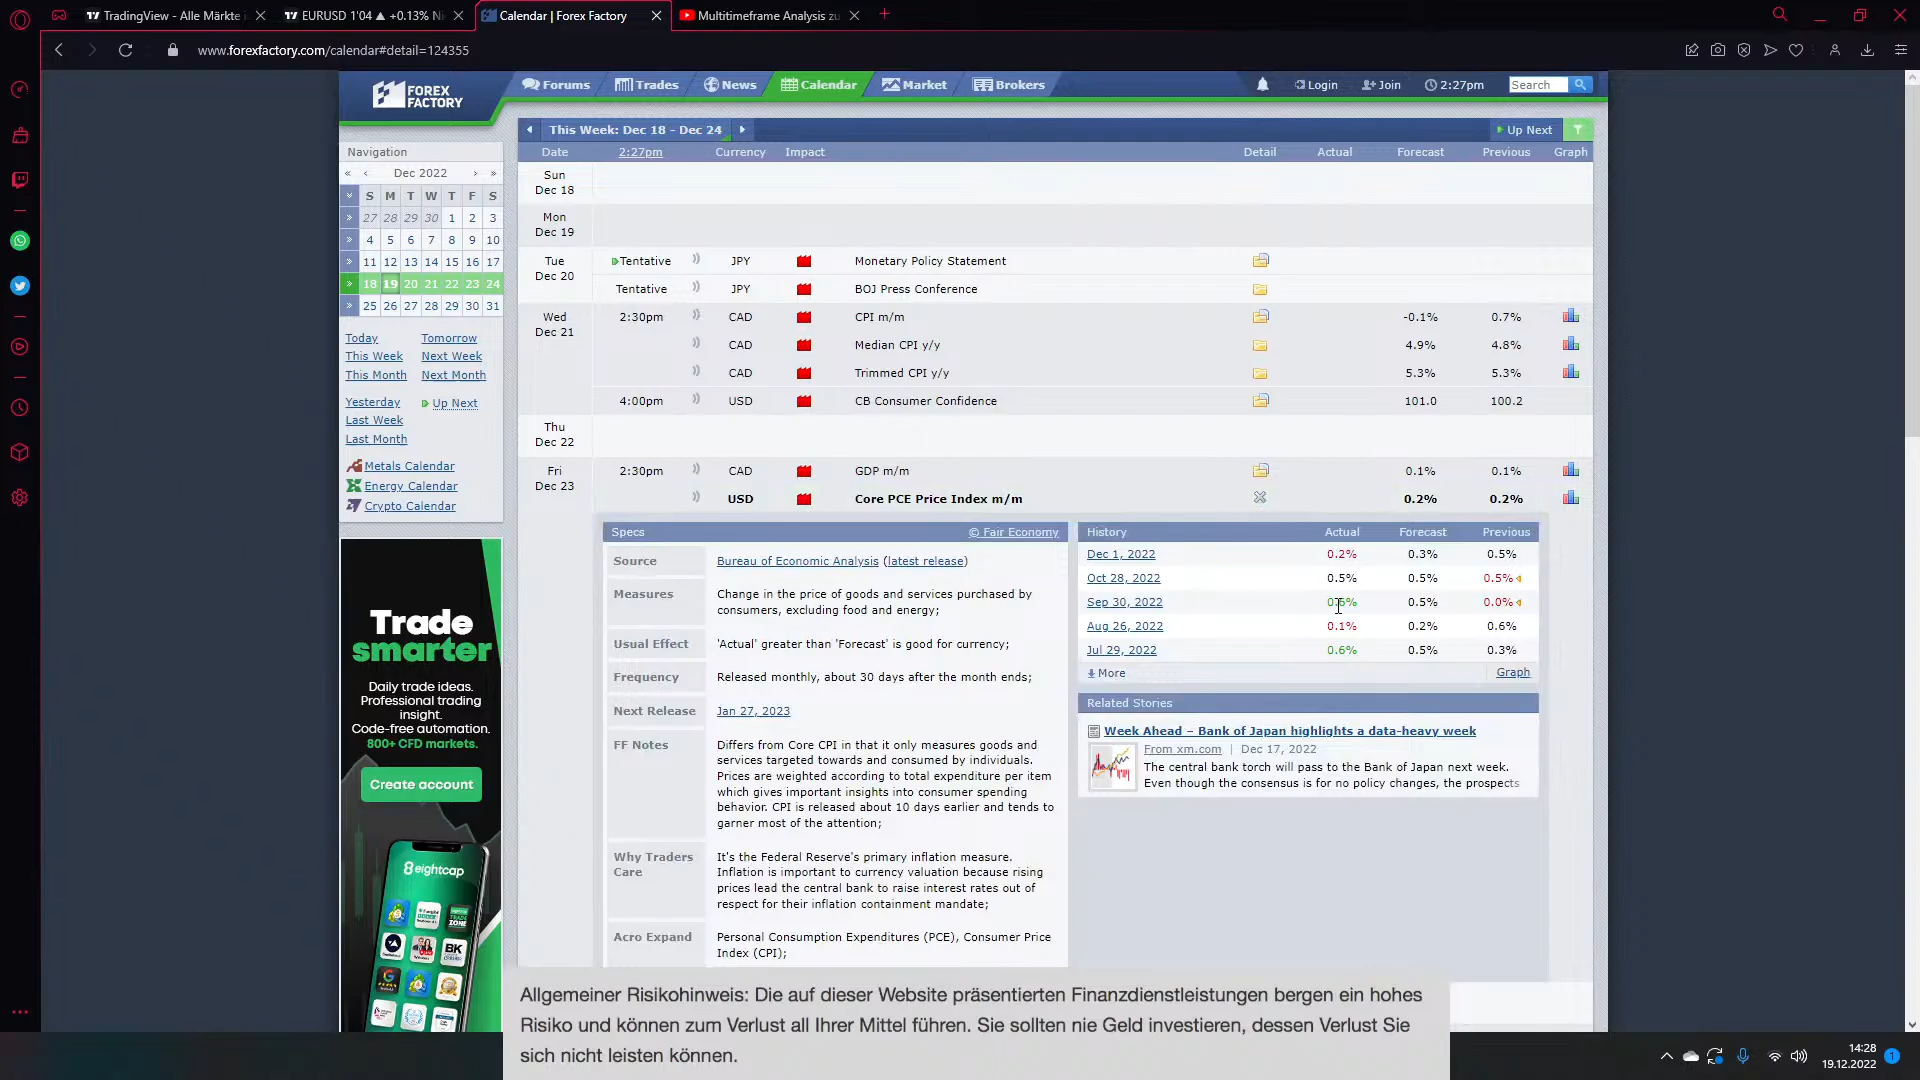 TradingView - Alle Märkte i
EURUSD 1'04 ▲ +0.13% Ni
Calendar | Forex Factory
Multitimeframe Analysis zu
www.forexfactory.com/calendar#detail=124355
FOREX
FACTORY
Forums
Trades
News
Calendar
Market
Brokers
Login
Join
2:27pm
Search
This Week: Dec 18 - Dec 24
Up Next
Date 2:27pm Currency Impact Detail Actual Forecast Previous Graph
Navigation
« ‹ Dec 2022 › »
S M T W T F S
27 28 29 30 1 2 3
4 5 6 7 8 9 10
11 12 13 14 15 16 17
18 19 20 21 22 23 24
25 26 27 28 29 30 31
Today Tomorrow
This Week Next Week
This Month Next Month
Yesterday Up Next
Last Week
Last Month
Metals Calendar
Energy Calendar
Crypto Calendar
Trade
smarter
Daily trade ideas.
Professional trading
insight.
Code-free automation.
800+ CFD markets.
Create account
eightcap
BK
Sun
Dec 18
Mon
Dec 19
Tue
Dec 20
Tentative JPY Monetary Policy Statement
Tentative JPY BOJ Press Conference
Wed
Dec 21
2:30pm CAD CPI m/m -0.1% 0.7%
CAD Median CPI y/y 4.9% 4.8%
CAD Trimmed CPI y/y 5.3% 5.3%
4:00pm USD CB Consumer Confidence 101.0 100.2
Thu
Dec 22
Fri
Dec 23
2:30pm CAD GDP m/m 0.1% 0.1%
USD Core PCE Price Index m/m 0.2% 0.2%
Specs © Fair Economy
Source Bureau of Economic Analysis (latest release)
Measures Change in the price of goods and services purchased by
consumers, excluding food and energy;
Usual Effect 'Actual' greater than 'Forecast' is good for currency;
Frequency Released monthly, about 30 days after the month ends;
Next Release Jan 27, 2023
FF Notes Differs from Core CPI in that it only measures goods and
services targeted towards and consumed by individuals.
Prices are weighted according to total expenditure per item
which gives important insights into consumer spending
behavior. CPI is released about 10 days earlier and tends to
garner most of the attention;
Why Traders
Care
It's the Federal Reserve's primary inflation measure.
Inflation is important to currency valuation because rising
prices lead the central bank to raise interest rates out of
respect for their inflation containment mandate;
Acro Expand Personal Consumption Expenditures (PCE), Consumer Price
Index (CPI);
History Actual Forecast Previous
Dec 1, 2022 0.2% 0.3% 0.5%
Oct 28, 2022 0.5% 0.5% 0.5%
Sep 30, 2022 0.5% 0.0%
Aug 26, 2022 0.1% 0.2% 0.6%
Jul 29, 2022 0.6% 0.5% 0.3%
More Graph
Related Stories
Week Ahead – Bank of Japan highlights a data-heavy week
From xm.com | Dec 17, 2022
The central bank torch will pass to the Bank of Japan next week.
Even though the consensus is for no policy changes, the prospects
Allgemeiner Risikohinweis: Die auf dieser Website präsentierten Finanzdienstleistungen bergen ein hohes
Risiko und können zum Verlust all Ihrer Mittel führen. Sie sollten nie Geld investieren, dessen Verlust Sie
sich nicht leisten können.
14:28
19.12.2022
1